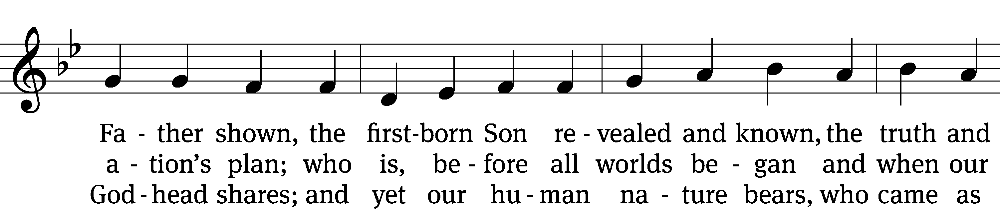 Fa - ther shown, the first-born Son re - vealed and known, the truth and
a - tion’s plan; who is, be - fore all worlds be - gan and when our
God - head shares; and yet our hu - man na - ture bears, who came as